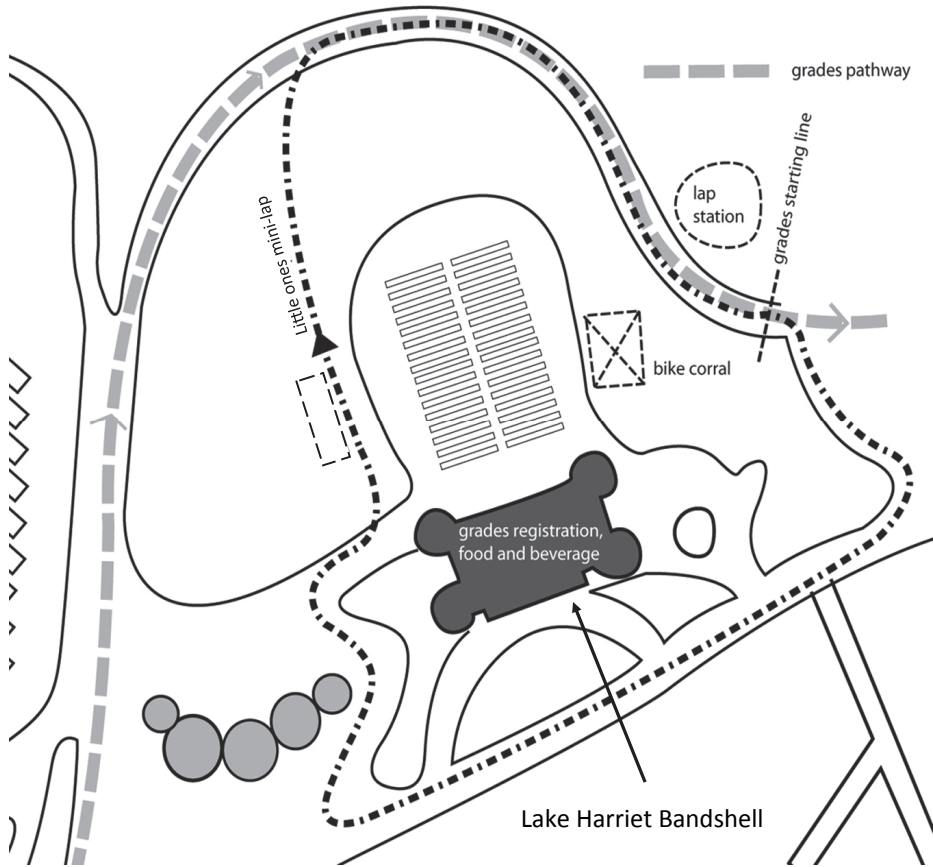 grades pathway
lap
station
grades starting line
Little ones mini-lap
bike corral
grades registration,
food and beverage
Lake Harriet Bandshell